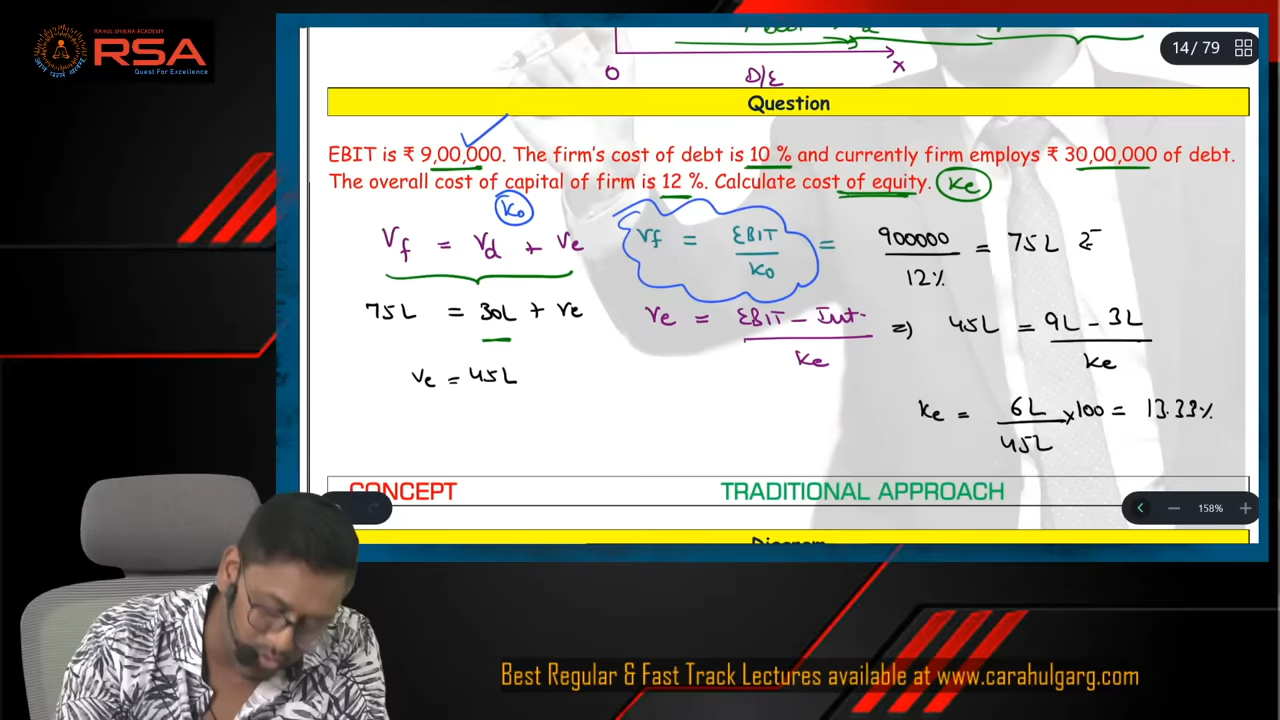 RAHUL SHIKHA ACADEMY
RSA
Quest For Excellence
14 / 79
O
D/E
x
Question
EBIT is ₹ 9,00,000. The firm's cost of debt is 10 % and currently firm employs ₹ 30,00,000 of debt.
The overall cost of capital of firm is 12 %. Calculate cost of equity. Ke
Ko
Vf = Vd + Ve
Vf = EBIT / Ko = 900000 / 12% = 75L
75L = 30L + Ve
Ve = EBIT - Int. / Ke => 45L = 9L - 3L / Ke
Ve = 45L
Ke = 6L / 45L x 100 = 13.33%
CONCEPT TRADITIONAL APPROACH
158%
Diagram
Best Regular & Fast Track Lectures available at www.carahulgarg.com